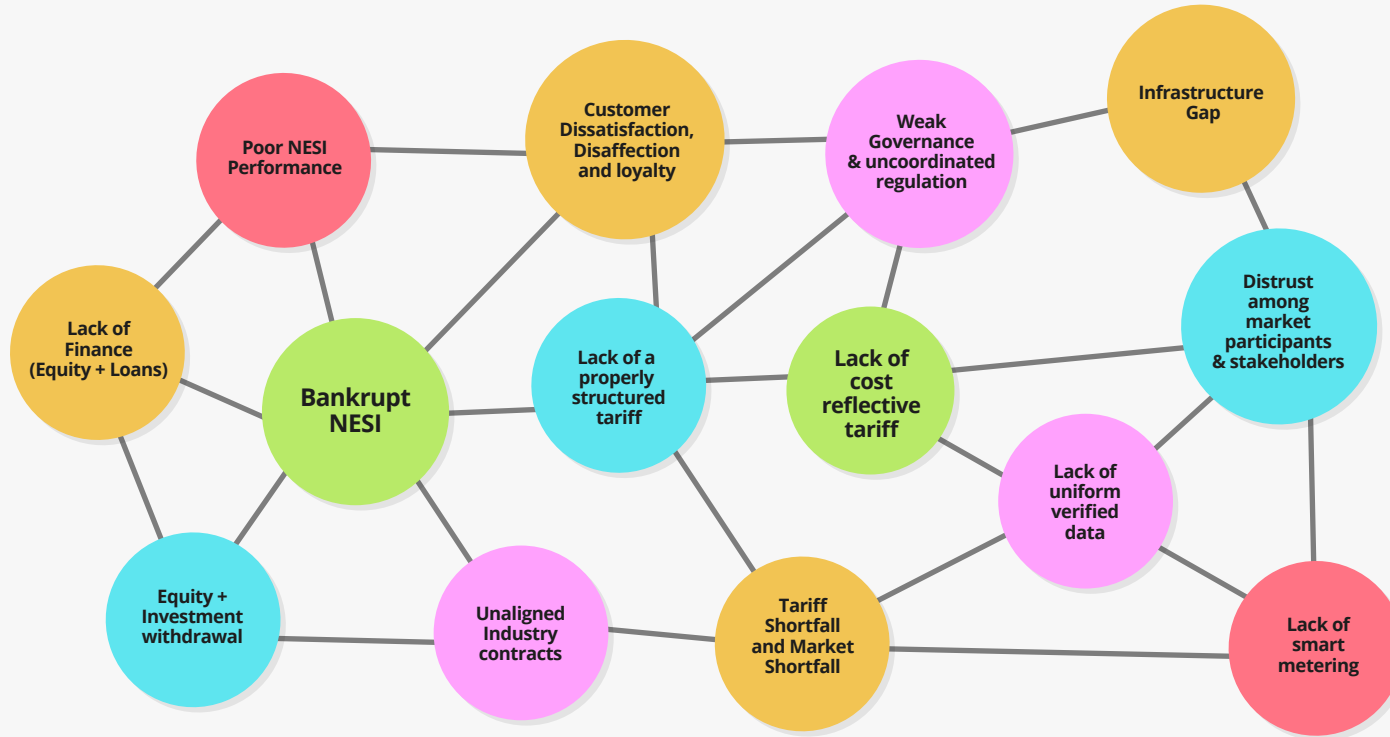 Poor NESI
Performance
Customer
Dissatisfaction,
Disaffection
and loyalty
Weak
Governance
& uncoordinated
regulation
Infrastructure
Gap
Lack of
Finance
(Equity + Loans)
Bankrupt
NESI
Lack of a
properly
structured
tariff
Lack of
cost
reflective
tariff
Distrust
among
market
participants
& stakeholders
Equity +
Investment
withdrawal
Unaligned
Industry
contracts
Tariff
Shortfall
and Market
Shortfall
Lack of
uniform
verified
data
Lack of
smart
metering